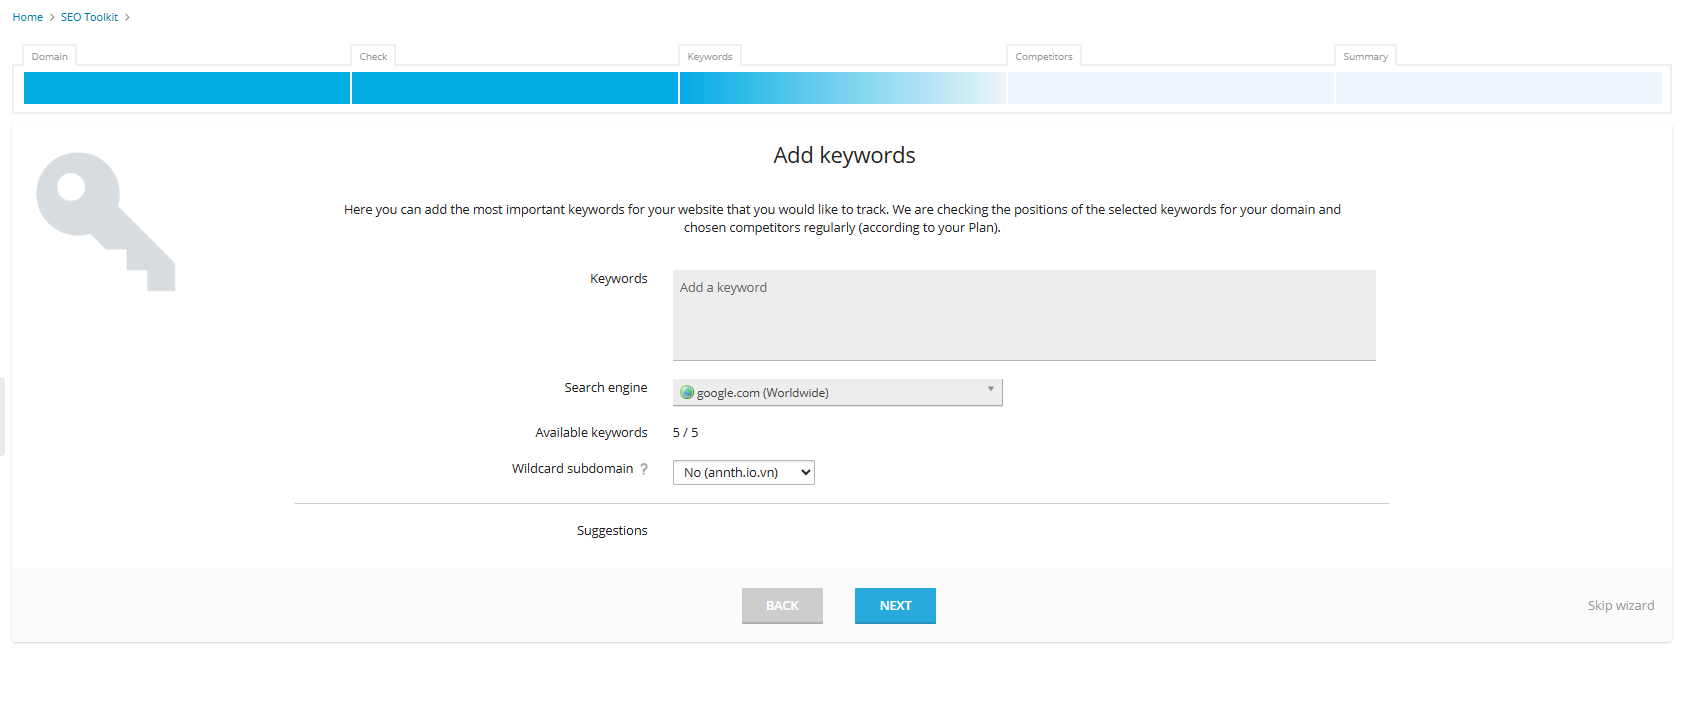 Home > SEO Toolkit >
Domain Check Keywords Competitors Summary
Add keywords
Here you can add the most important keywords for your website that you would like to track. We are checking the positions of the selected keywords for your domain and
chosen competitors regularly (according to your Plan).
Keywords Add a keyword
Search engine google.com (Worldwide)
Available keywords 5 / 5
Wildcard subdomain ? No (annth.io.vn)
Suggestions
BACK NEXT Skip wizard